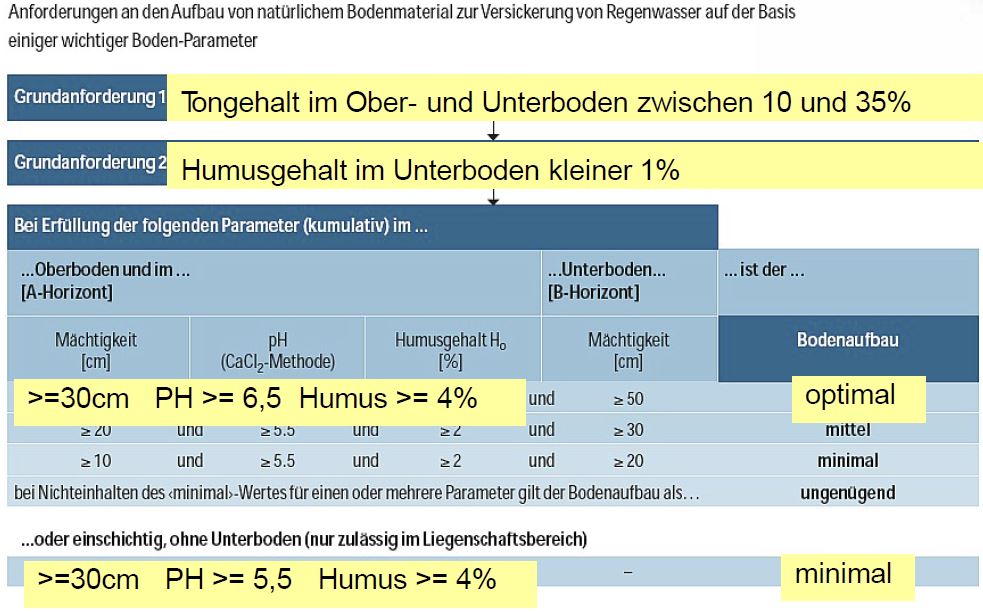 Anforderungen an den Aufbau von natürlichem Bodenmaterial zur Versickerung von Regenwasser auf der Basis
einiger wichtiger Boden-Parameter
Grundanforderung 1 Tongehalt im Ober- und Unterboden zwischen 10 und 35%
Grundanforderung 2 Humusgehalt im Unterboden kleiner 1%
Bei Erfüllung der folgenden Parameter (kumulativ) im ...
...Oberboden und im ... ...Unterboden... ... ist der ...
[A-Horizont] [B-Horizont]
Mächtigkeit pH Humusgehalt Ho Mächtigkeit Bodenaufbau
[cm] (CaCl2-Methode) [%] [cm]
>=30cm PH >= 6,5 Humus >= 4% und ≥ 50 optimal
≥ 20 und ≥ 5.5 und ≥ 2 und ≥ 30 mittel
≥ 10 und ≥ 5.5 und ≥ 2 und ≥ 20 minimal
bei Nichteinhalten des ‹minimal›-Wertes für einen oder mehrere Parameter gilt der Bodenaufbau als... ungenügend
...oder einschichtig, ohne Unterboden (nur zulässig im Liegenschaftsbereich)
>=30cm PH >= 5,5 Humus >= 4% – minimal